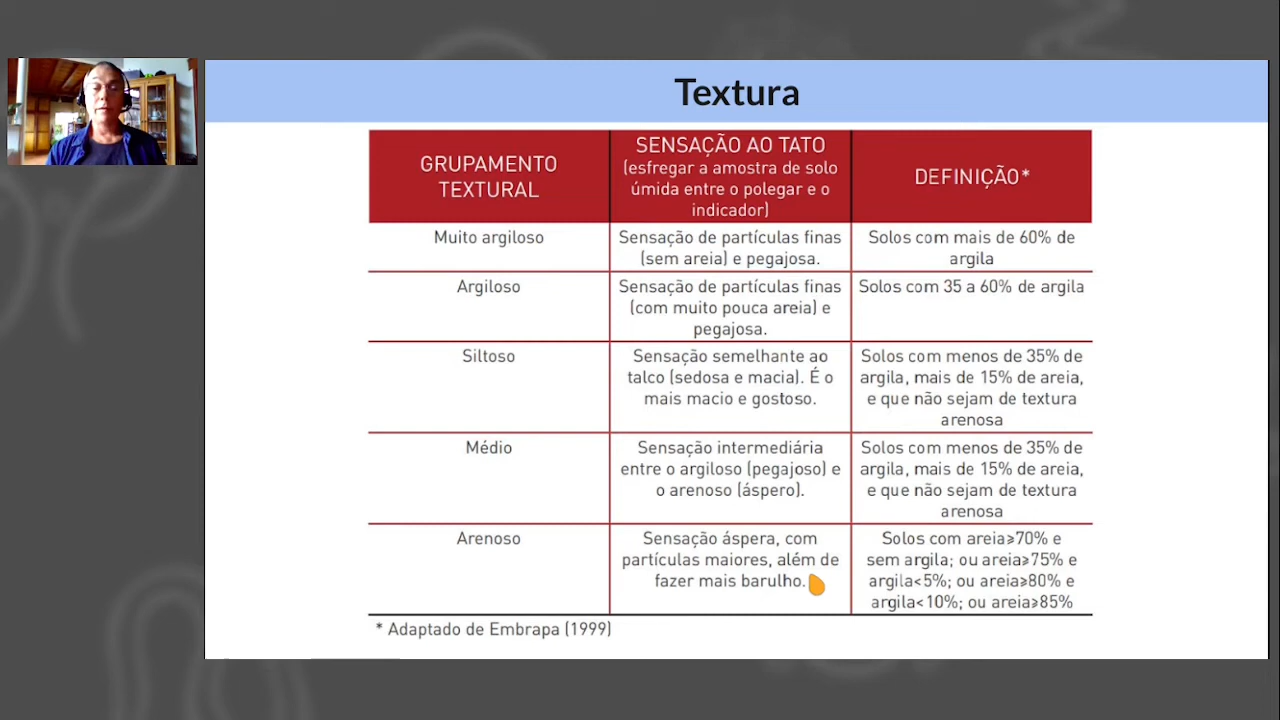 Textura
GRUPAMENTO
TEXTURAL
SENSAÇÃO AO TATO
(esfregar a amostra de solo
úmida entre o polegar e o
indicador)
DEFINIÇÃO*
Muito argiloso
Sensação de partículas finas
(sem areia) e pegajosa.
Solos com mais de 60% de
argila
Argiloso
Sensação de partículas finas
(com muito pouca areia) e
pegajosa.
Solos com 35 a 60% de argila
Siltoso
Sensação semelhante ao
talco (sedosa e macia). É o
mais macio e gostoso.
Solos com menos de 35% de
argila, mais de 15% de areia,
e que não sejam de textura
arenosa
Médio
Sensação intermediária
entre o argiloso (pegajoso) e
o arenoso (áspero).
Solos com menos de 35% de
argila, mais de 15% de areia,
e que não sejam de textura
arenosa
Arenoso
Sensação áspera, com
partículas maiores, além de
fazer mais barulho.
Solos com areia⩾70% e
sem argila; ou areia⩾75% e
argila<5%; ou areia⩾80% e
argila<10%; ou areia⩾85%
* Adaptado de Embrapa (1999)